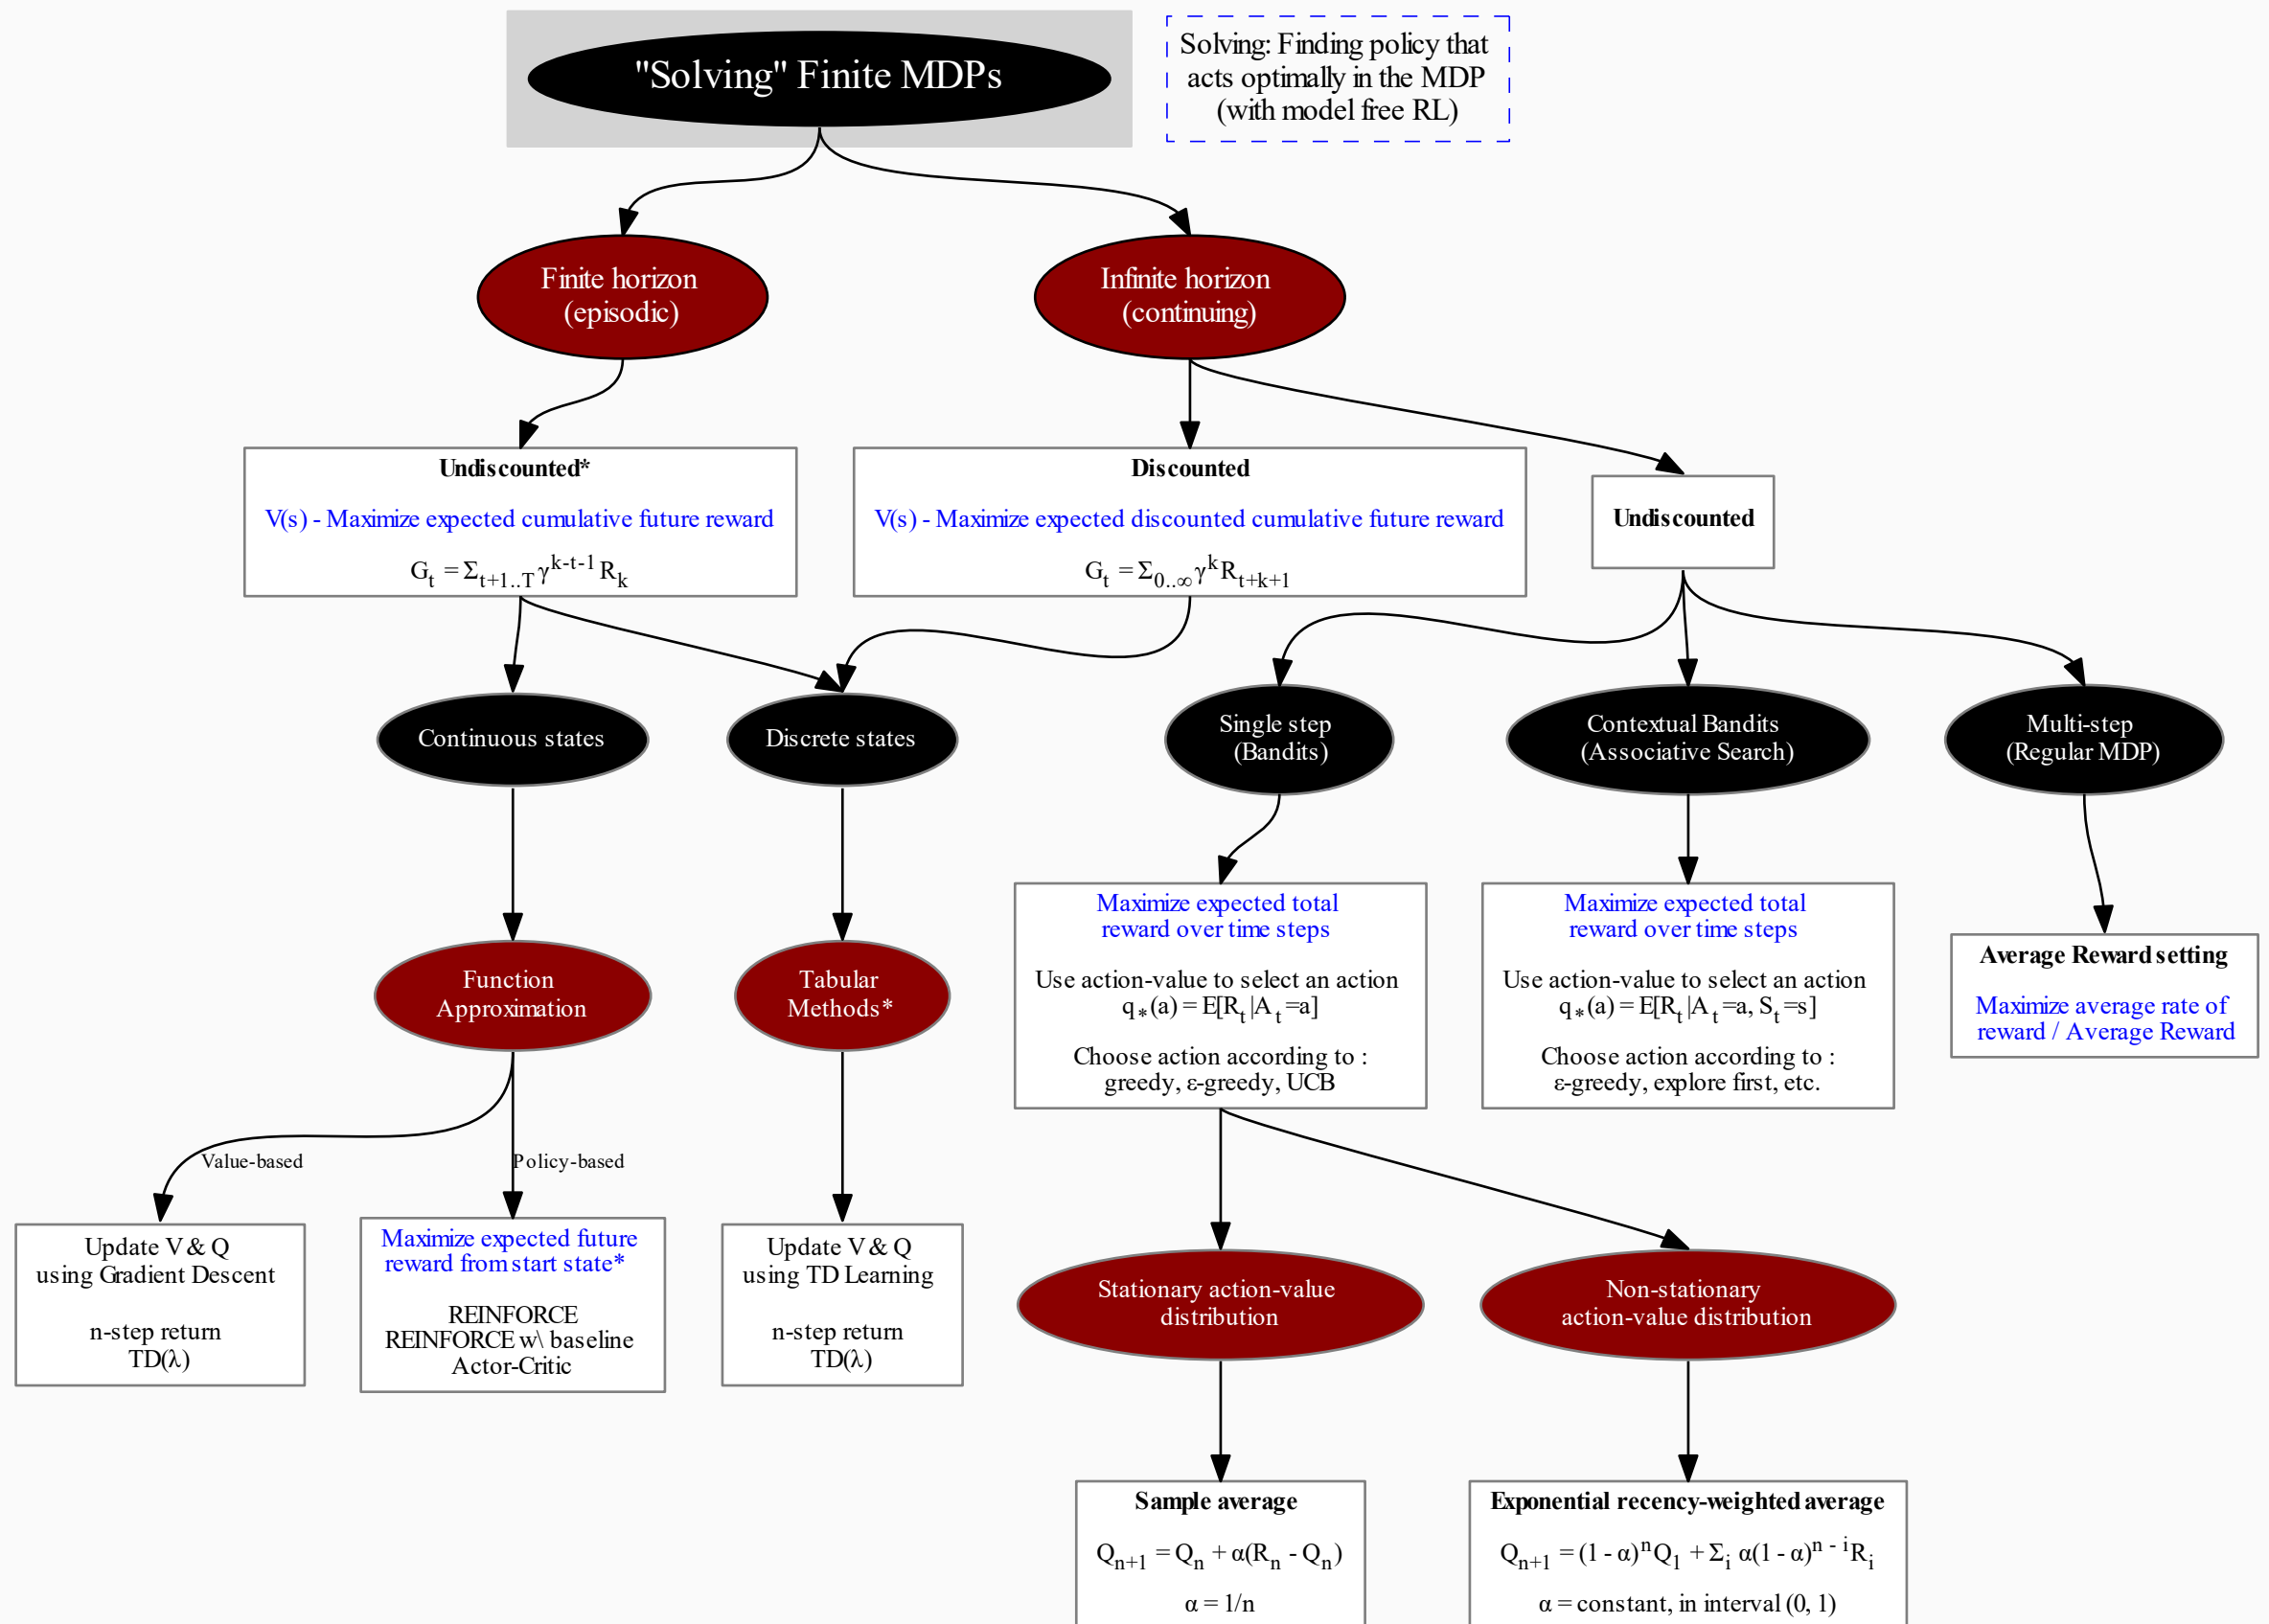 "Solving" Finite MDPs
Solving: Finding policy that
acts optimally in the MDP
(with model free RL)
Finite horizon
(episodic)
Infinite horizon
(continuing)
Undiscounted*
V(s) - Maximize expected cumulative future reward
G_t = Σ_{t+1..T} γ^{k-t-1} R_k
Discounted
V(s) - Maximize expected discounted cumulative future reward
G_t = Σ_{0..∞} γ^k R_{t+k+1}
Undiscounted
Continuous states
Discrete states
Single step
(Bandits)
Contextual Bandits
(Associative Search)
Multi-step
(Regular MDP)
Function
Approximation
Tabular
Methods*
Maximize expected total
reward over time steps
Use action-value to select an action
q_*(a) = E[R_t|A_t=a]
Choose action according to :
greedy, ε-greedy, UCB
Maximize expected total
reward over time steps
Use action-value to select an action
q_*(a) = E[R_t|A_t=a, S_t=s]
Choose action according to :
ε-greedy, explore first, etc.
Average Reward setting
Maximize average rate of
reward / Average Reward
Value-based
Policy-based
Update V & Q
using Gradient Descent
n-step return
TD(λ)
Maximize expected future
reward from start state*
REINFORCE
REINFORCE w\ baseline
Actor-Critic
Update V & Q
using TD Learning
n-step return
TD(λ)
Stationary action-value
distribution
Non-stationary
action-value distribution
Sample average
Q_{n+1} = Q_n + α(R_n - Q_n)
α = 1/n
Exponential recency-weighted average
Q_{n+1} = (1 - α)^n Q_1 + Σ_i α(1 - α)^{n - i} R_i
α = constant, in interval (0, 1)